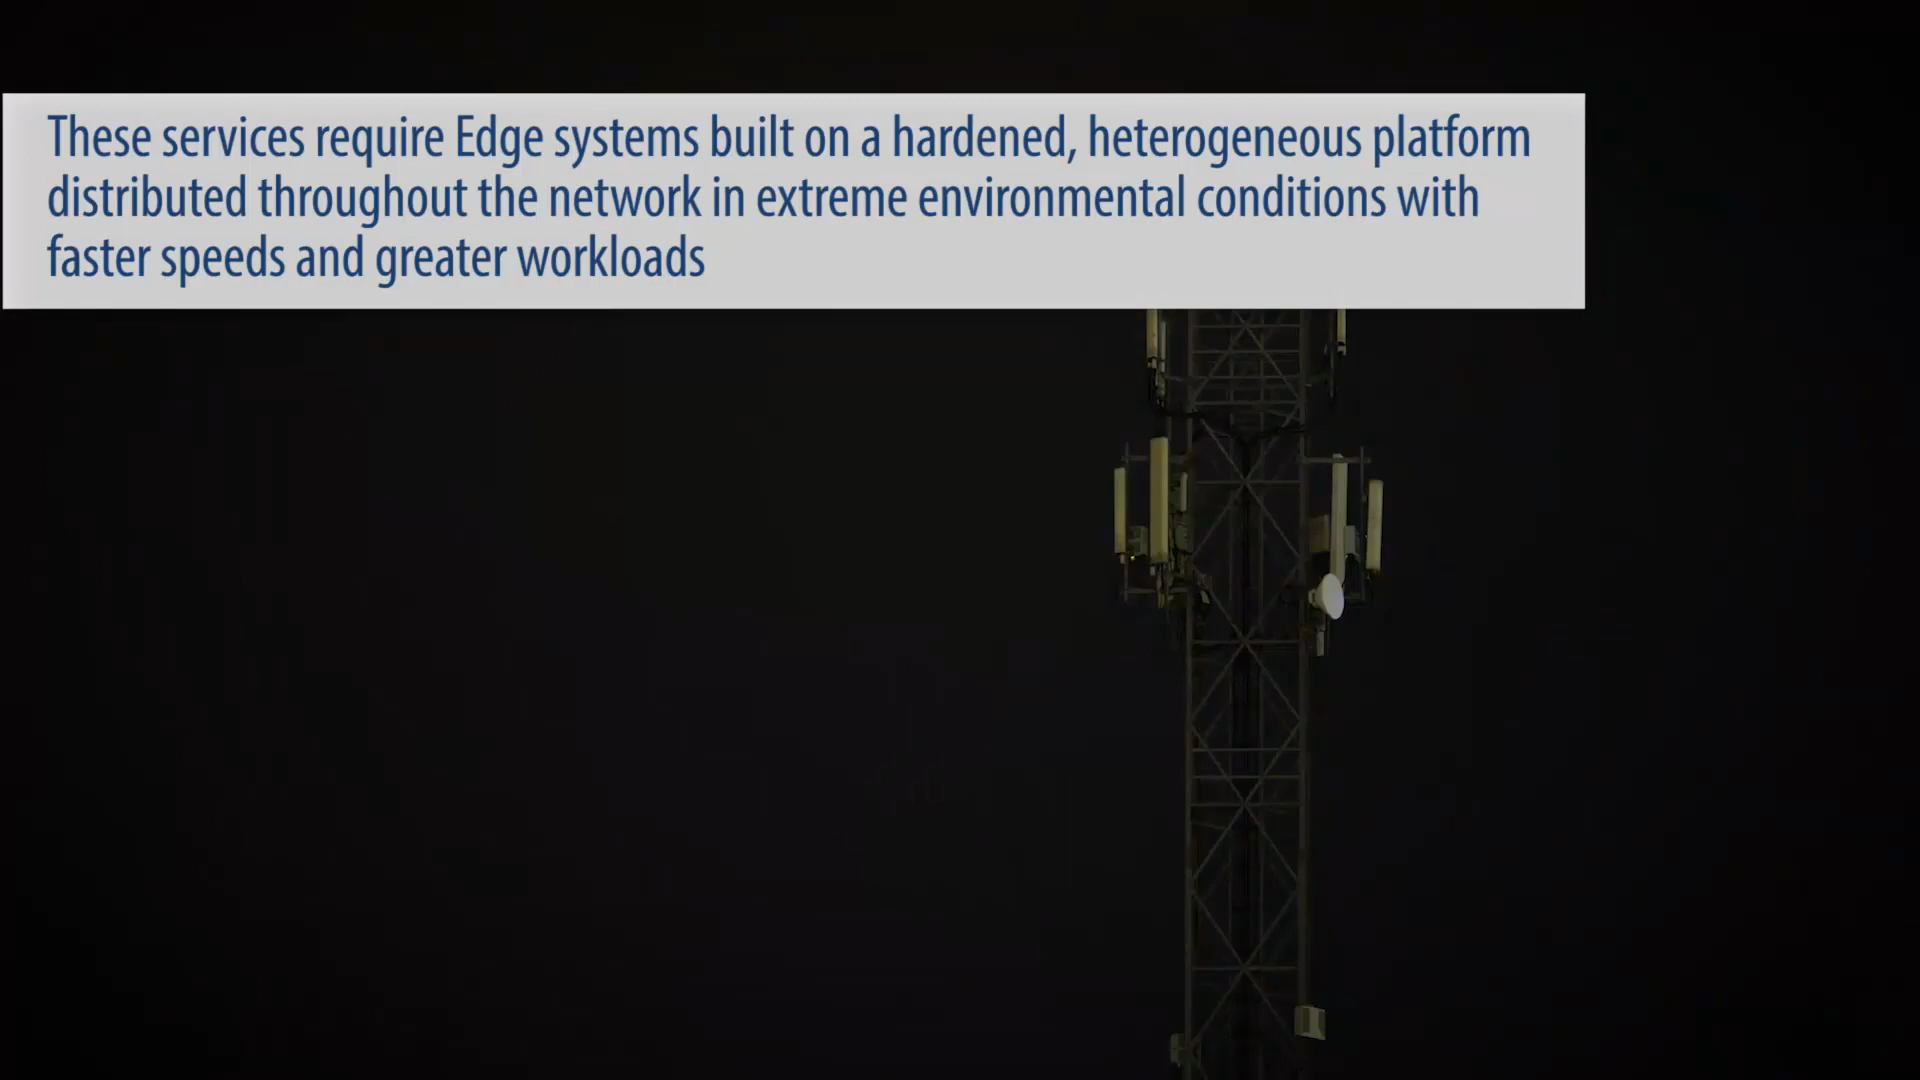 These services require Edge systems built on a hardened, heterogeneous platform
distributed throughout the network in extreme environmental conditions with
faster speeds and greater workloads